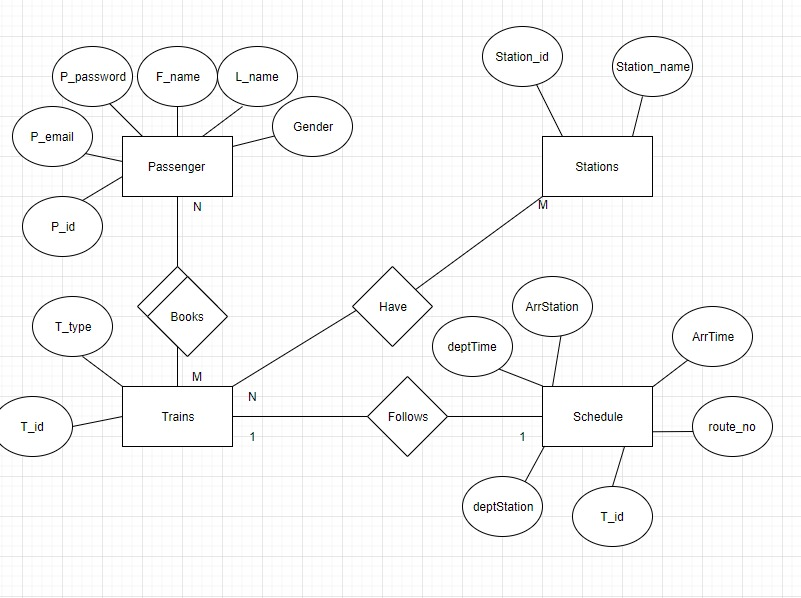 Station_id
Station_name
P_password
F_name
L_name
Gender
P_email
Passenger
Stations
P_id
N
M
Books
Have
ArrStation
T_type
deptTime
ArrTime
M
N
T_id
Trains
Follows
Schedule
route_no
1
1
deptStation
T_id